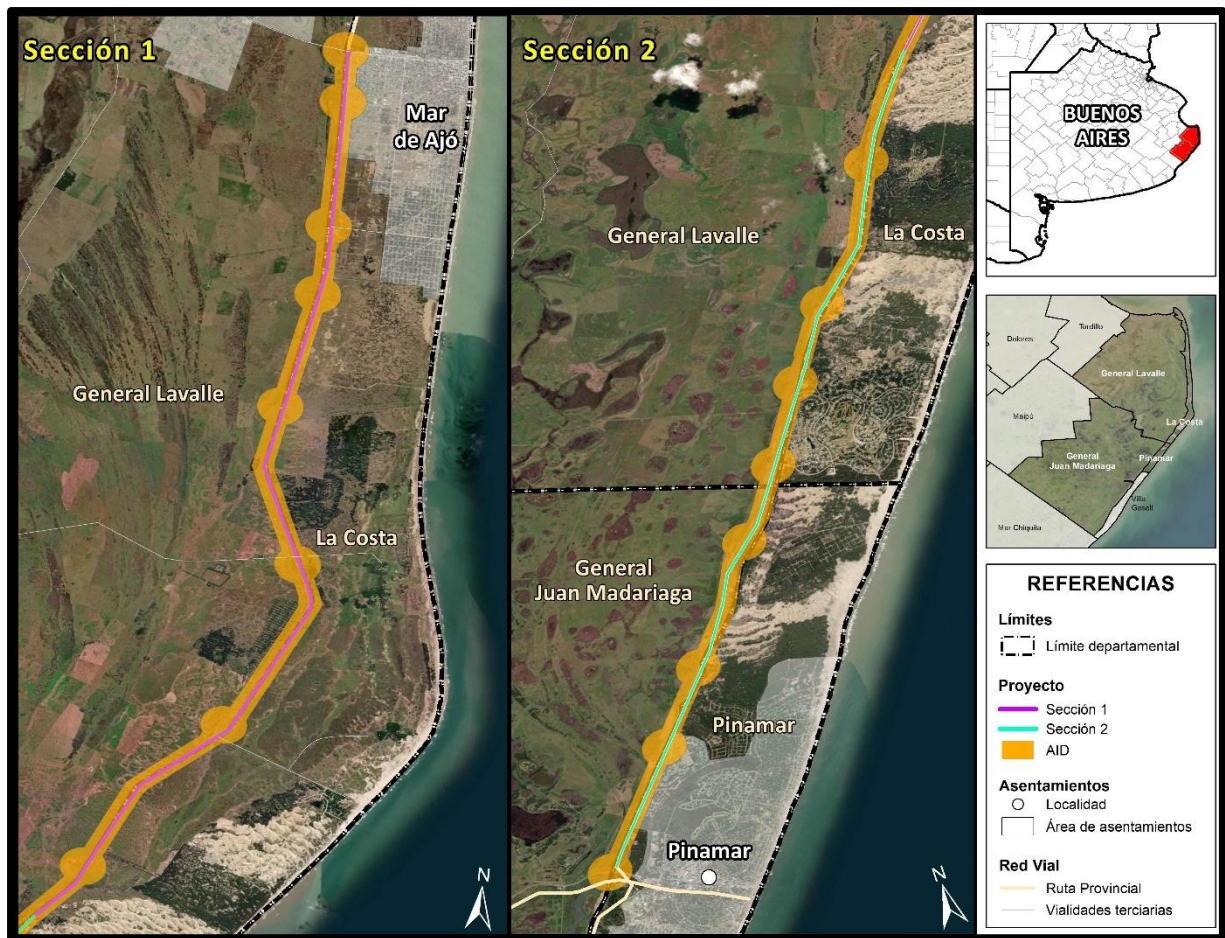 Sección 1
Mar
de Ajó
General Lavalle
La Costa
N
Sección 2
General Lavalle
La Costa
General
Juan Madariaga
Pinamar
Pinamar
N
BUENOS
AIRES
Dolores
Tordillo
General Lavalle
Maipú
La Costa
General
Juan Madariaga
Pinamar
Villa
Gesell
Mar Chiquita
REFERENCIAS
Límites
Límite departamental
Proyecto
Sección 1
Sección 2
AID
Asentamientos
Localidad
Área de asentamientos
Red Vial
Ruta Provincial
Vialidades terciarias